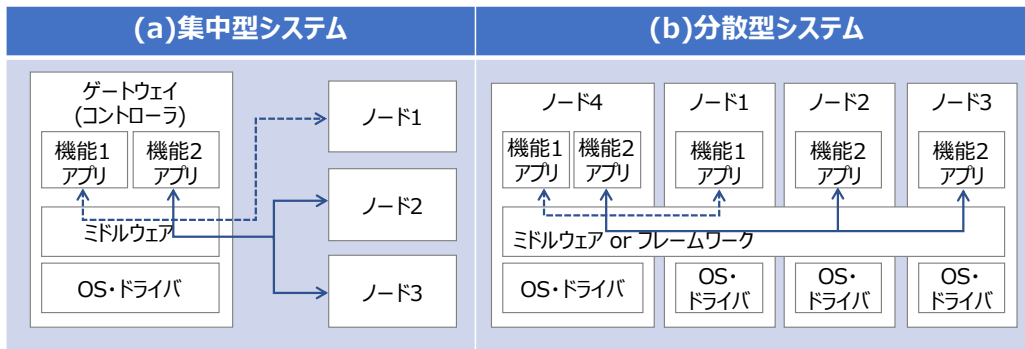 (a)集中型システム
ゲートウェイ
(コントローラ)
機能1
アプリ
機能2
アプリ
ミドルウェア
OS・ドライバ
ノード1
ノード2
ノード3
(b)分散型システム
ノード4
機能1
アプリ
機能2
アプリ
ノード1
機能1
アプリ
ノード2
機能2
アプリ
ノード3
機能2
アプリ
ミドルウェア or フレームワーク
OS・ドライバ
OS・
ドライバ
OS・
ドライバ
OS・
ドライバ